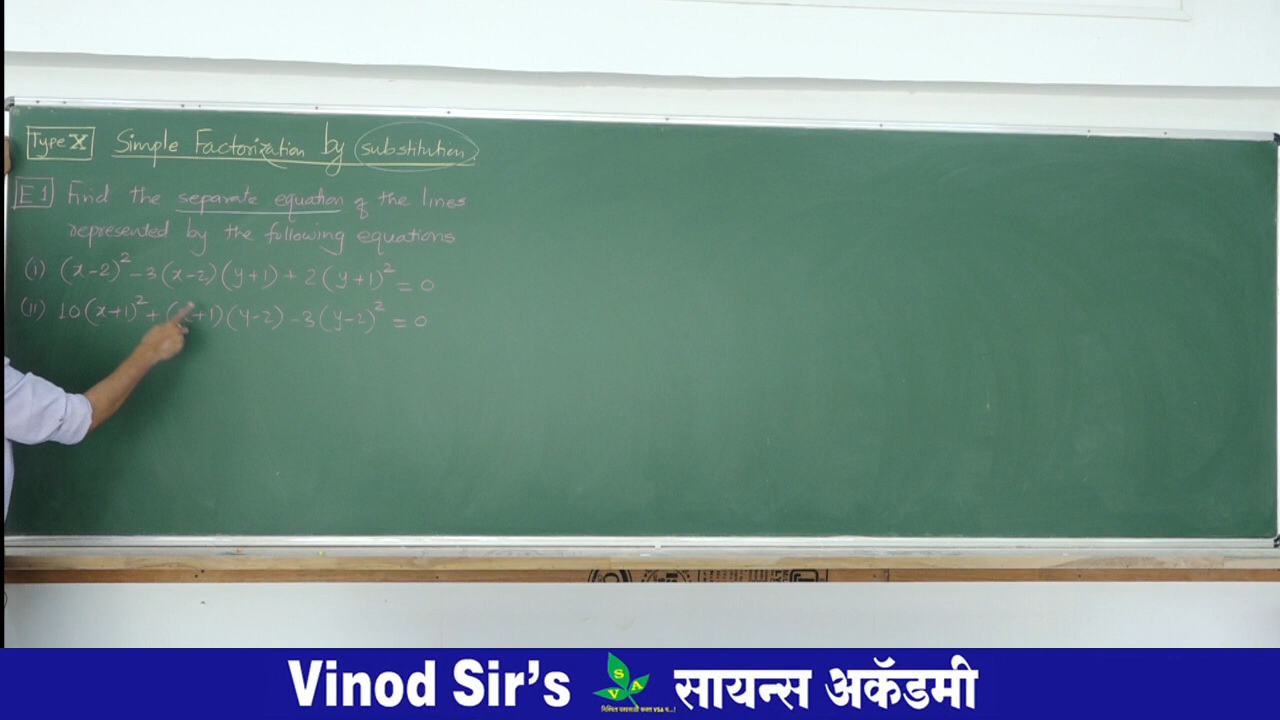 Type X Simple Factorization by substitution.
E1 Find the separate equation of the lines
represented by the following equations
(i) (x-2)² -3(x-2)(y+1) + 2(y+1)² = 0
(ii) 10(x+1)² + (x+1)(y-2) -3(y-2)² = 0
Vinod Sir's SVA सायन्स अकॅडमी